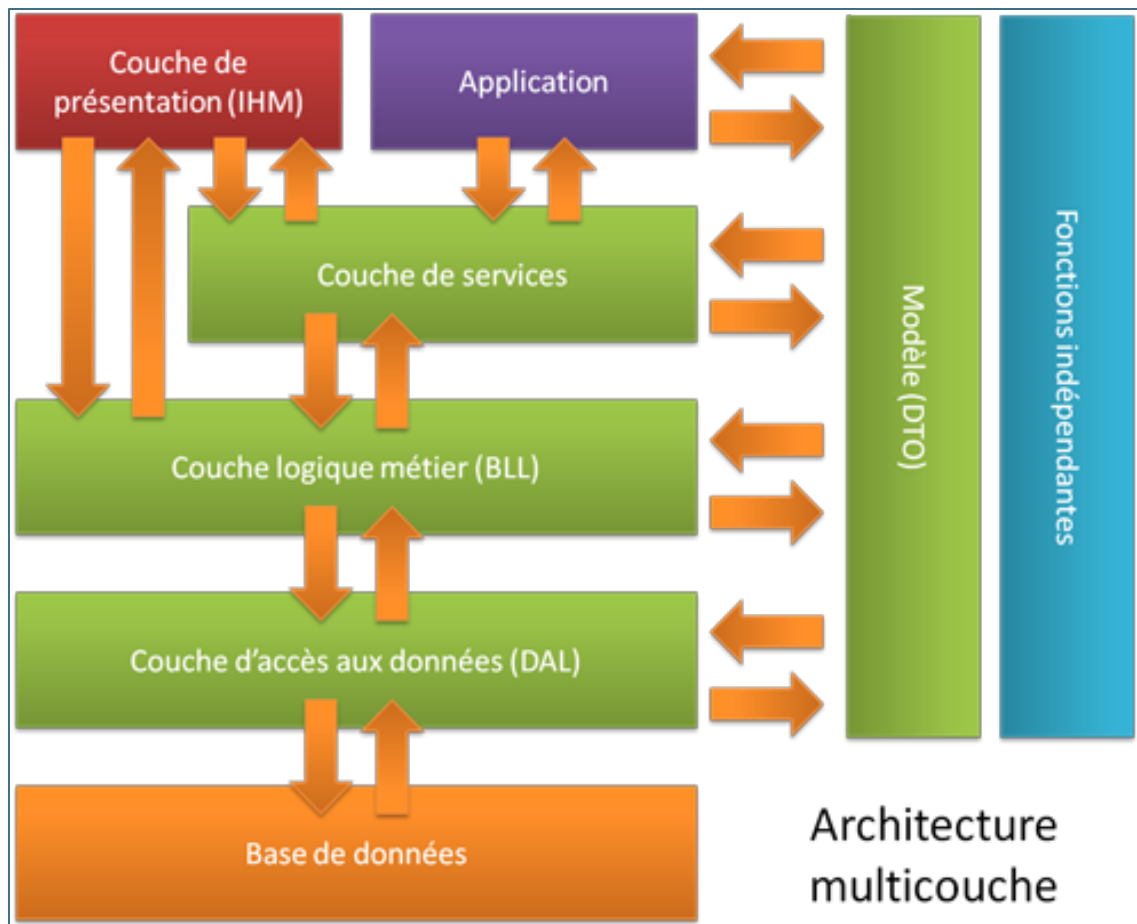 Couche de
présentation (IHM)
Application
Couche de services
Couche logique métier (BLL)
Couche d'accès aux données (DAL)
Base de données
Modèle (DTO)
Fonctions indépendantes
Architecture
multicouche